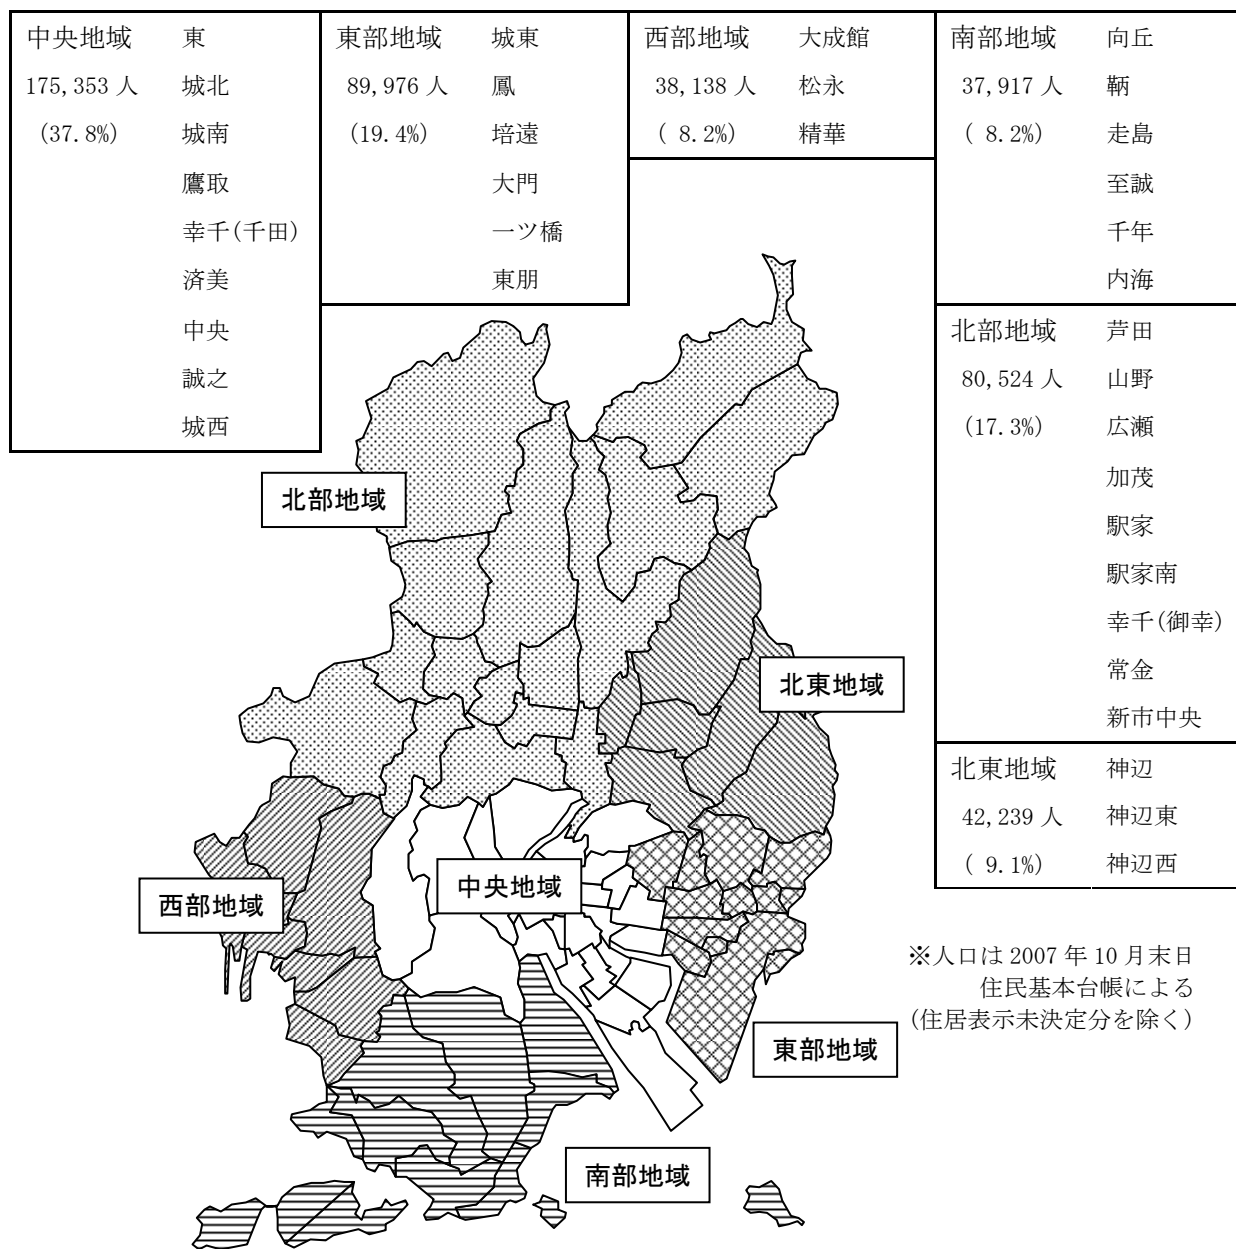 中央地域 東
175,353 人 城北
(37.8%) 城南
鷹取
幸千(千田)
済美
中央
誠之
城西
東部地域 城東
89,976 人 鳳
(19.4%) 培遠
大門
一ツ橋
東朋
西部地域 大成館
38,138 人 松永
( 8.2%) 精華
南部地域 向丘
37,917 人 鞆
( 8.2%) 走島
至誠
千年
内海
北部地域 芦田
80,524 人 山野
(17.3%) 広瀬
加茂
駅家
駅家南
幸千(御幸)
常金
新市中央
北東地域 神辺
42,239 人 神辺東
( 9.1%) 神辺西
北部地域
北東地域
中央地域
西部地域
東部地域
南部地域
※人口は 2007 年 10 月末日
住民基本台帳による
(住居表示未決定分を除く)